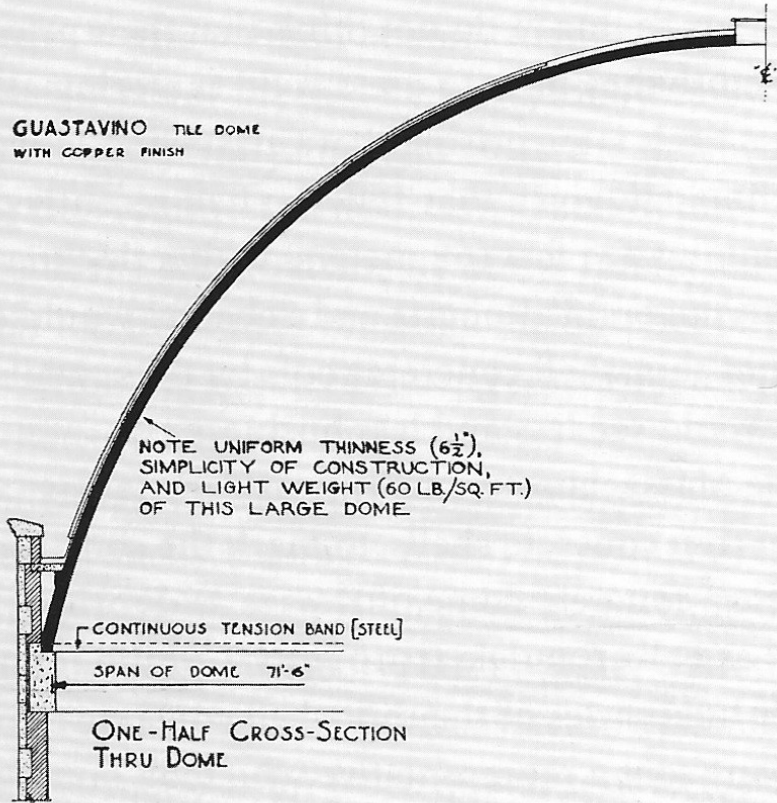 ℄
GUASTAVINO TILE DOME
WITH COPPER FINISH
NOTE UNIFORM THINNESS (6½"),
SIMPLICITY OF CONSTRUCTION,
AND LIGHT WEIGHT (60 LB./SQ. FT.)
OF THIS LARGE DOME
CONTINUOUS TENSION BAND [STEEL]
SPAN OF DOME 71'-6"
ONE-HALF CROSS-SECTION
THRU DOME